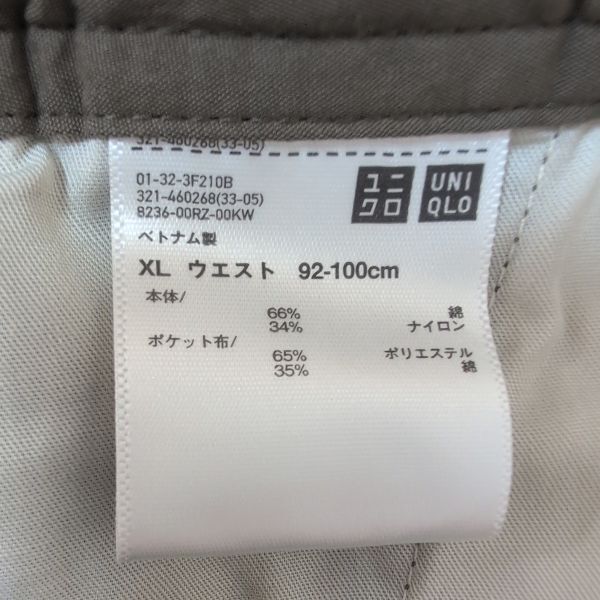 321-460268(33-05)
01-32-3F210B
321-460268(33-05)
8236-00RZ-00KW
ユニ
クロ
UNI
QLO
ベトナム製
XL ウエスト 92-100cm
本体/
66% 綿
34% ナイロン
ポケット布/
65% ポリエステル
35% 綿